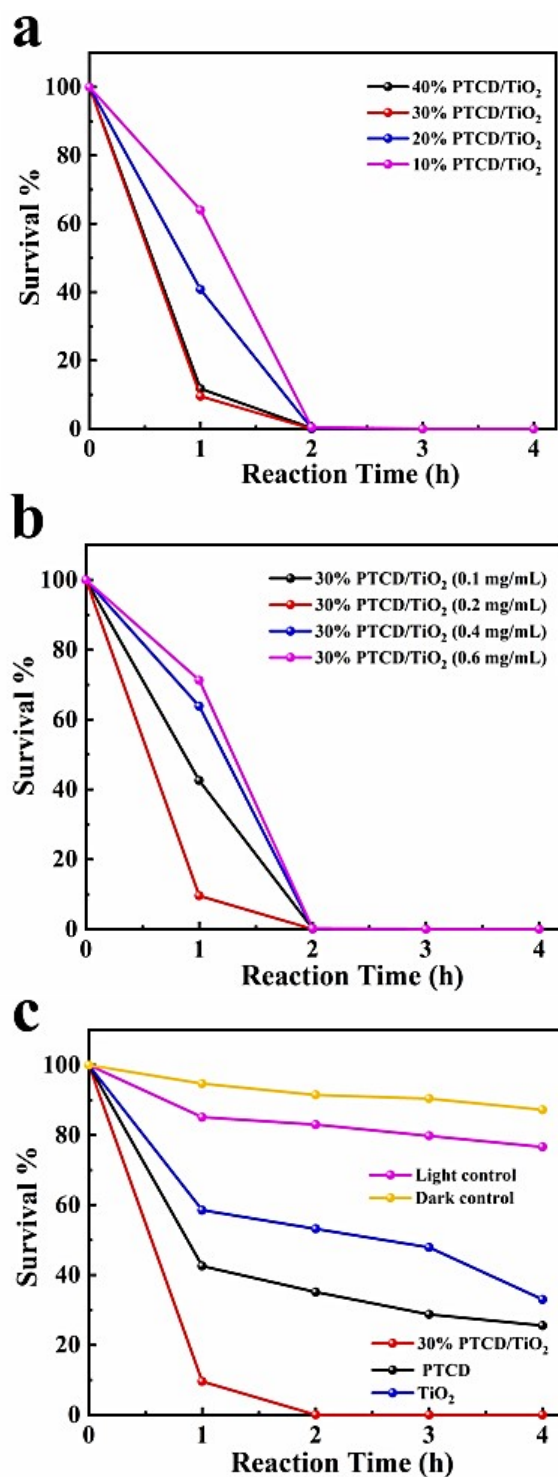 a
100
80
60
40
20
0
Survival %
40% PTCD/TiO₂
30% PTCD/TiO₂
20% PTCD/TiO₂
10% PTCD/TiO₂
0 1 2 3 4
Reaction Time (h)
b
100
80
60
40
20
0
Survival %
30% PTCD/TiO₂ (0.1 mg/mL)
30% PTCD/TiO₂ (0.2 mg/mL)
30% PTCD/TiO₂ (0.4 mg/mL)
30% PTCD/TiO₂ (0.6 mg/mL)
0 1 2 3 4
Reaction Time (h)
c
100
80
60
40
20
0
Survival %
Light control
Dark control
30% PTCD/TiO₂
PTCD
TiO₂
0 1 2 3 4
Reaction Time (h)